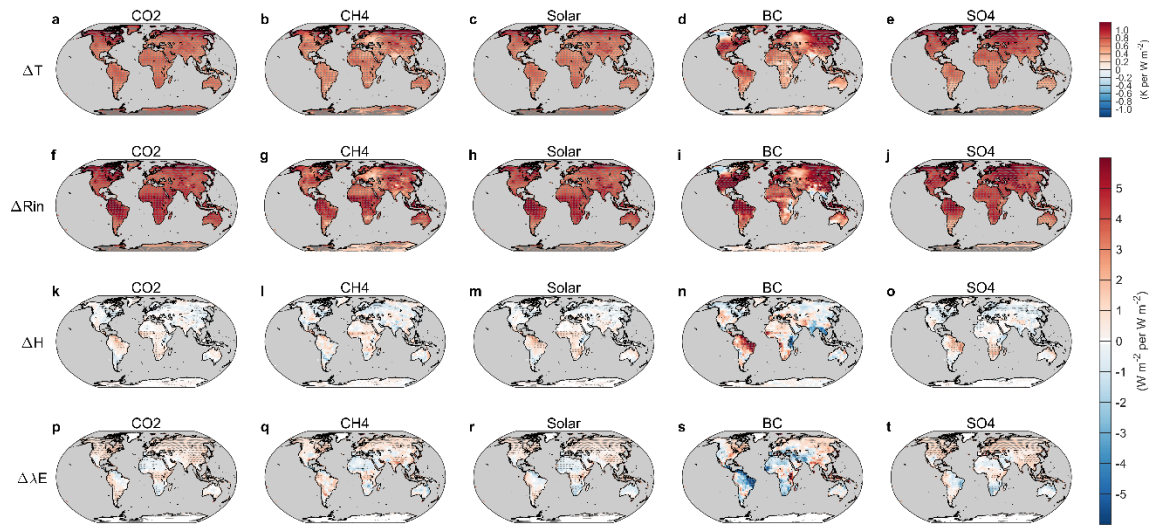 CO2 CH4 Solar BC SO4
a b c d e
ΔT
1.0
0.8
0.6
0.4
0.2
0
-0.2
-0.4
-0.6
-0.8
-1.0
(K per W m-2)
CO2 CH4 Solar BC SO4
f g h i j
ΔRin
CO2 CH4 Solar BC SO4
k l m n o
ΔH
CO2 CH4 Solar BC SO4
p q r s t
ΔλE
5
4
3
2
1
0
-1
-2
-3
-4
-5
(W m-2 per W m-2)